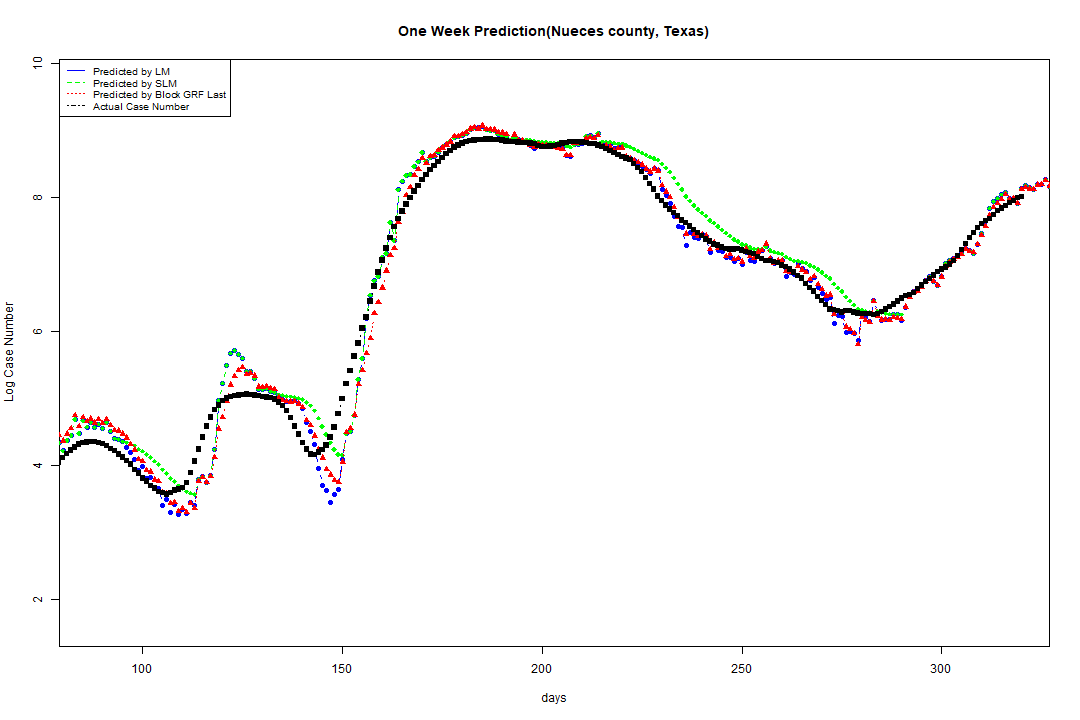 One Week Prediction(Nueces county, Texas)
Predicted by LM
Predicted by SLM
Predicted by Block GRF Last
Actual Case Number
Log Case Number
10
8
6
4
2
100 150 200 250 300
days